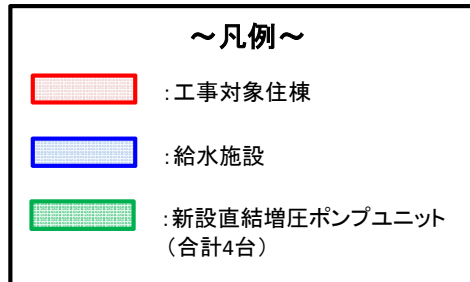 ～凡例～
：工事対象住棟
：給水施設
：新設直結増圧ポンプユニット
（合計4台）